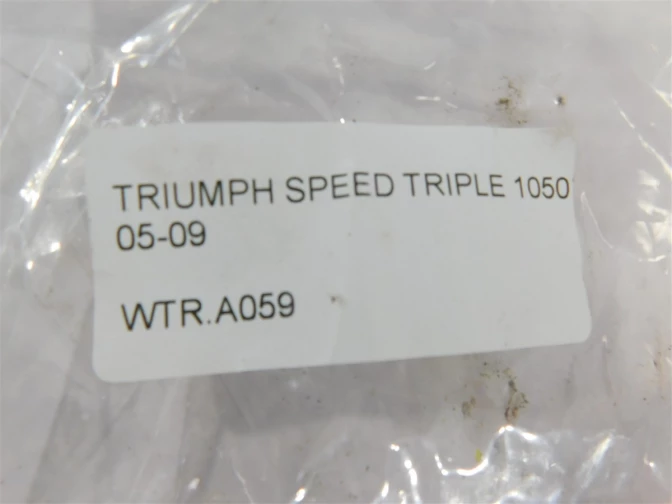 TRIUMPH SPEED TRIPLE 1050
05-09
WTR.A059